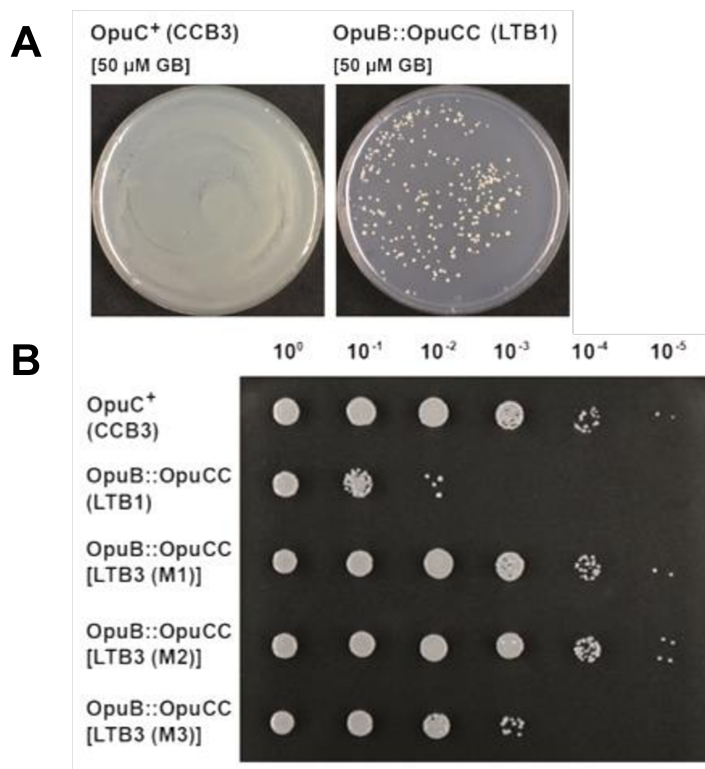 A
OpuC⁺ (CCB3)
[50 µM GB]
OpuB::OpuCC (LTB1)
[50 µM GB]
B
10⁰ 10⁻¹ 10⁻² 10⁻³ 10⁻⁴ 10⁻⁵
OpuC⁺
(CCB3)
OpuB::OpuCC
(LTB1)
OpuB::OpuCC
[LTB3 (M1)]
OpuB::OpuCC
[LTB3 (M2)]
OpuB::OpuCC
[LTB3 (M3)]